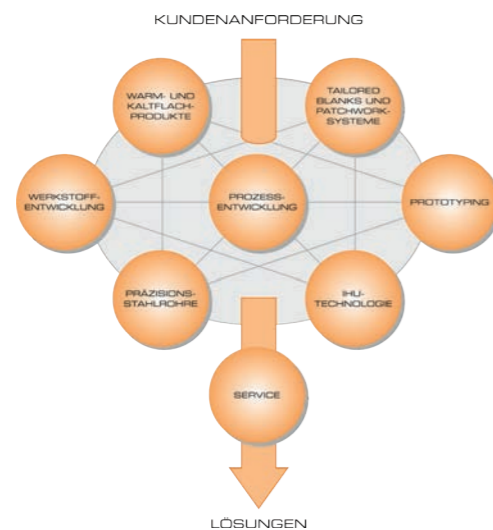 KUNDENANFORDERUNG
WARM- UND
KALTFLACH-
PRODUKTE
TAILORED
BLANKS UND
PATCHWORK-
SYSTEME
WERKSTOFF-
ENTWICKLUNG
PROZESS-
ENTWICKLUNG
PROTOTYPING
PRÄZISIONS-
STAHLROHRE
IHU-
TECHNOLOGIE
SERVICE
LÖSUNGEN